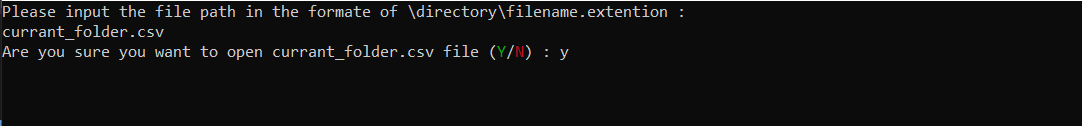 Please input the file path in the formate of \directory\filename.extention :
currant_folder.csv
Are you sure you want to open currant_folder.csv file (Y/N) : y